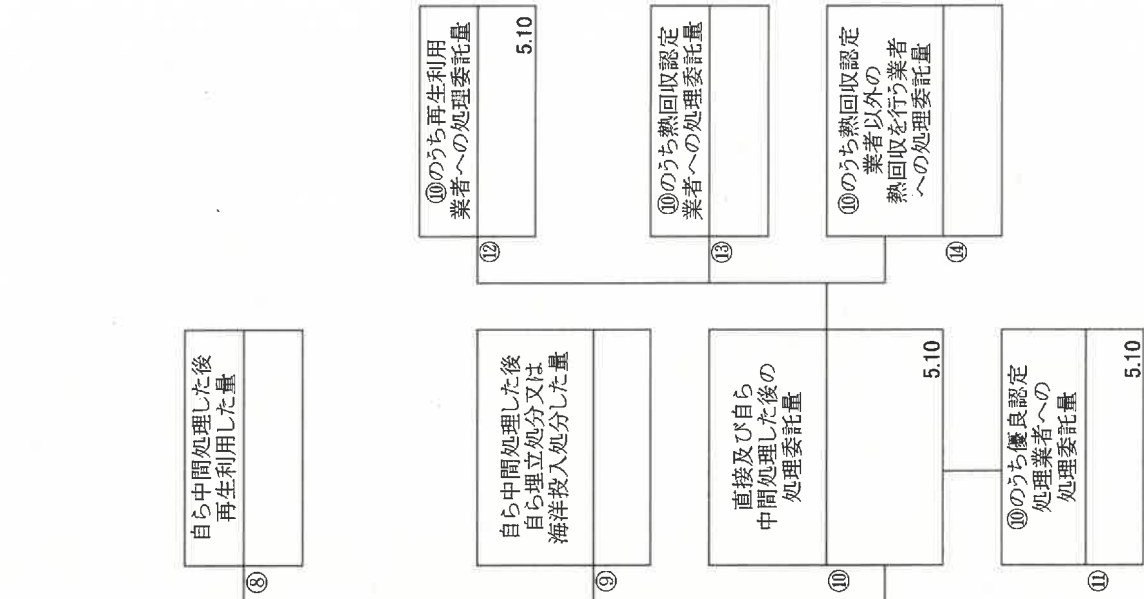 自ら中間処理した後
再生利用した量
⑧
自ら中間処理した後
自ら埋立処分又は
海洋投入処分した量
⑨
直接及び自ら
中間処理した後の
処理委託量
5.10
⑩
⑩のうち優良認定
処理業者への
処理委託量
5.10
⑪
⑩のうち再生利用
業者への処理委託量
5.10
⑫
⑩のうち熱回収認定
業者への処理委託量
⑬
⑩のうち熱回収認定
業者以外の
熱回収を行う業者
への処理委託量
⑭